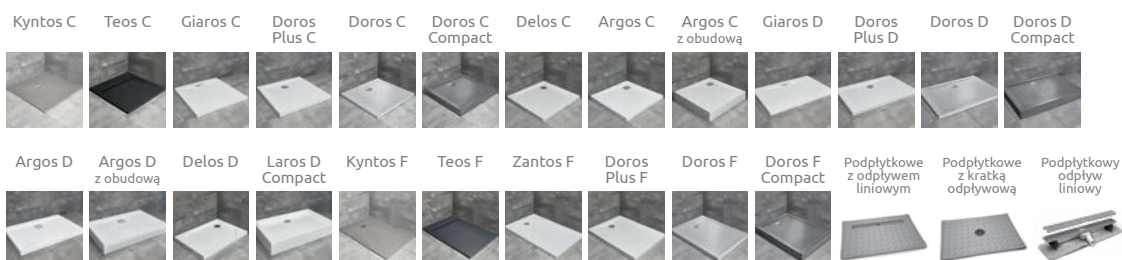 Kyntos C
Teos C
Giaros C
Doros
Plus C
Doros C
Doros C
Compact
Delos C
Argos C
Argos C
z obudową
Giaros D
Doros
Plus D
Doros D
Doros D
Compact
Argos D
Argos D
z obudową
Delos D
Laros D
Compact
Kyntos F
Teos F
Zantos F
Doros
Plus F
Doros F
Doros F
Compact
Podpłytkowe
z odpływem
liniowym
Podpłytkowe
z kratką
odpływową
Podpłytkowy
odpływ
liniowy